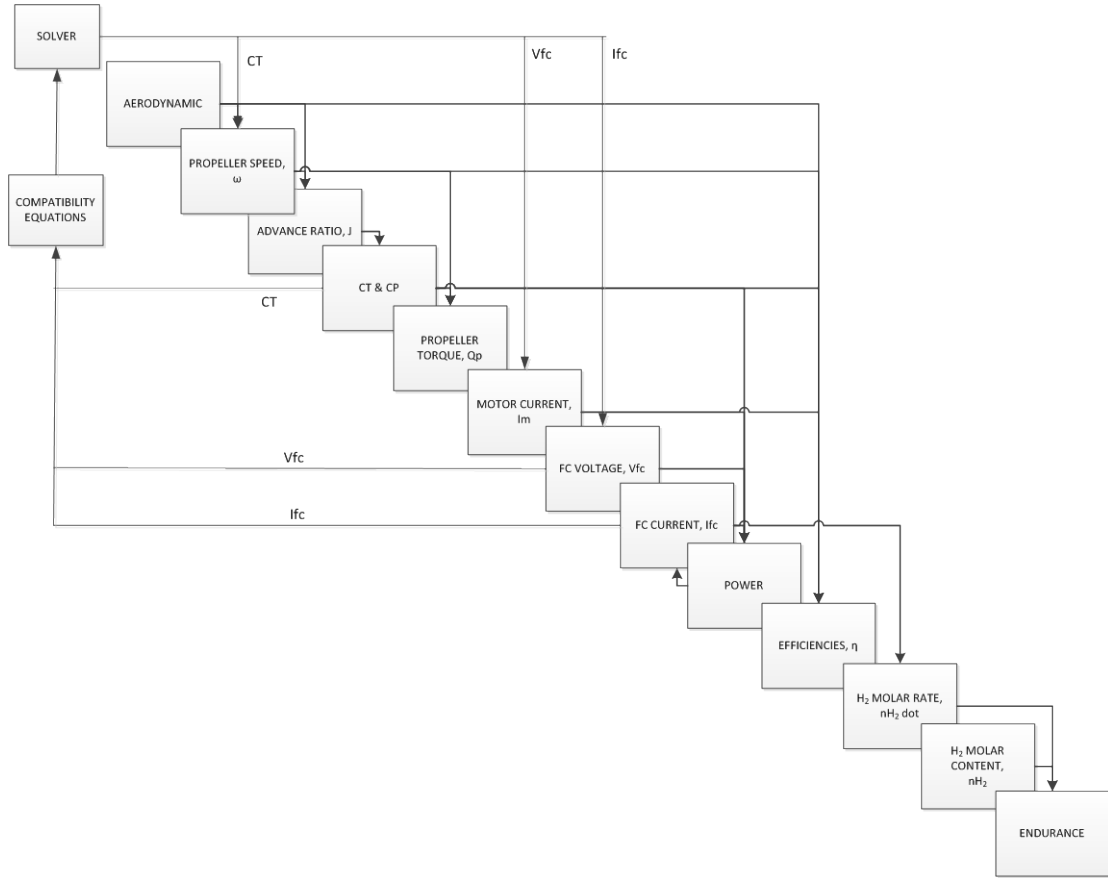 SOLVER
CT
Vfc
Ifc
AERODYNAMIC
PROPELLER SPEED,
ω
COMPATIBILITY
EQUATIONS
ADVANCE RATIO, J
CT & CP
CT
PROPELLER
TORQUE, Qp
MOTOR CURRENT,
Im
Vfc
FC VOLTAGE, Vfc
Ifc
FC CURRENT, Ifc
POWER
EFFICIENCIES, η
H₂ MOLAR RATE,
nH₂ dot
H₂ MOLAR
CONTENT,
nH₂
ENDURANCE